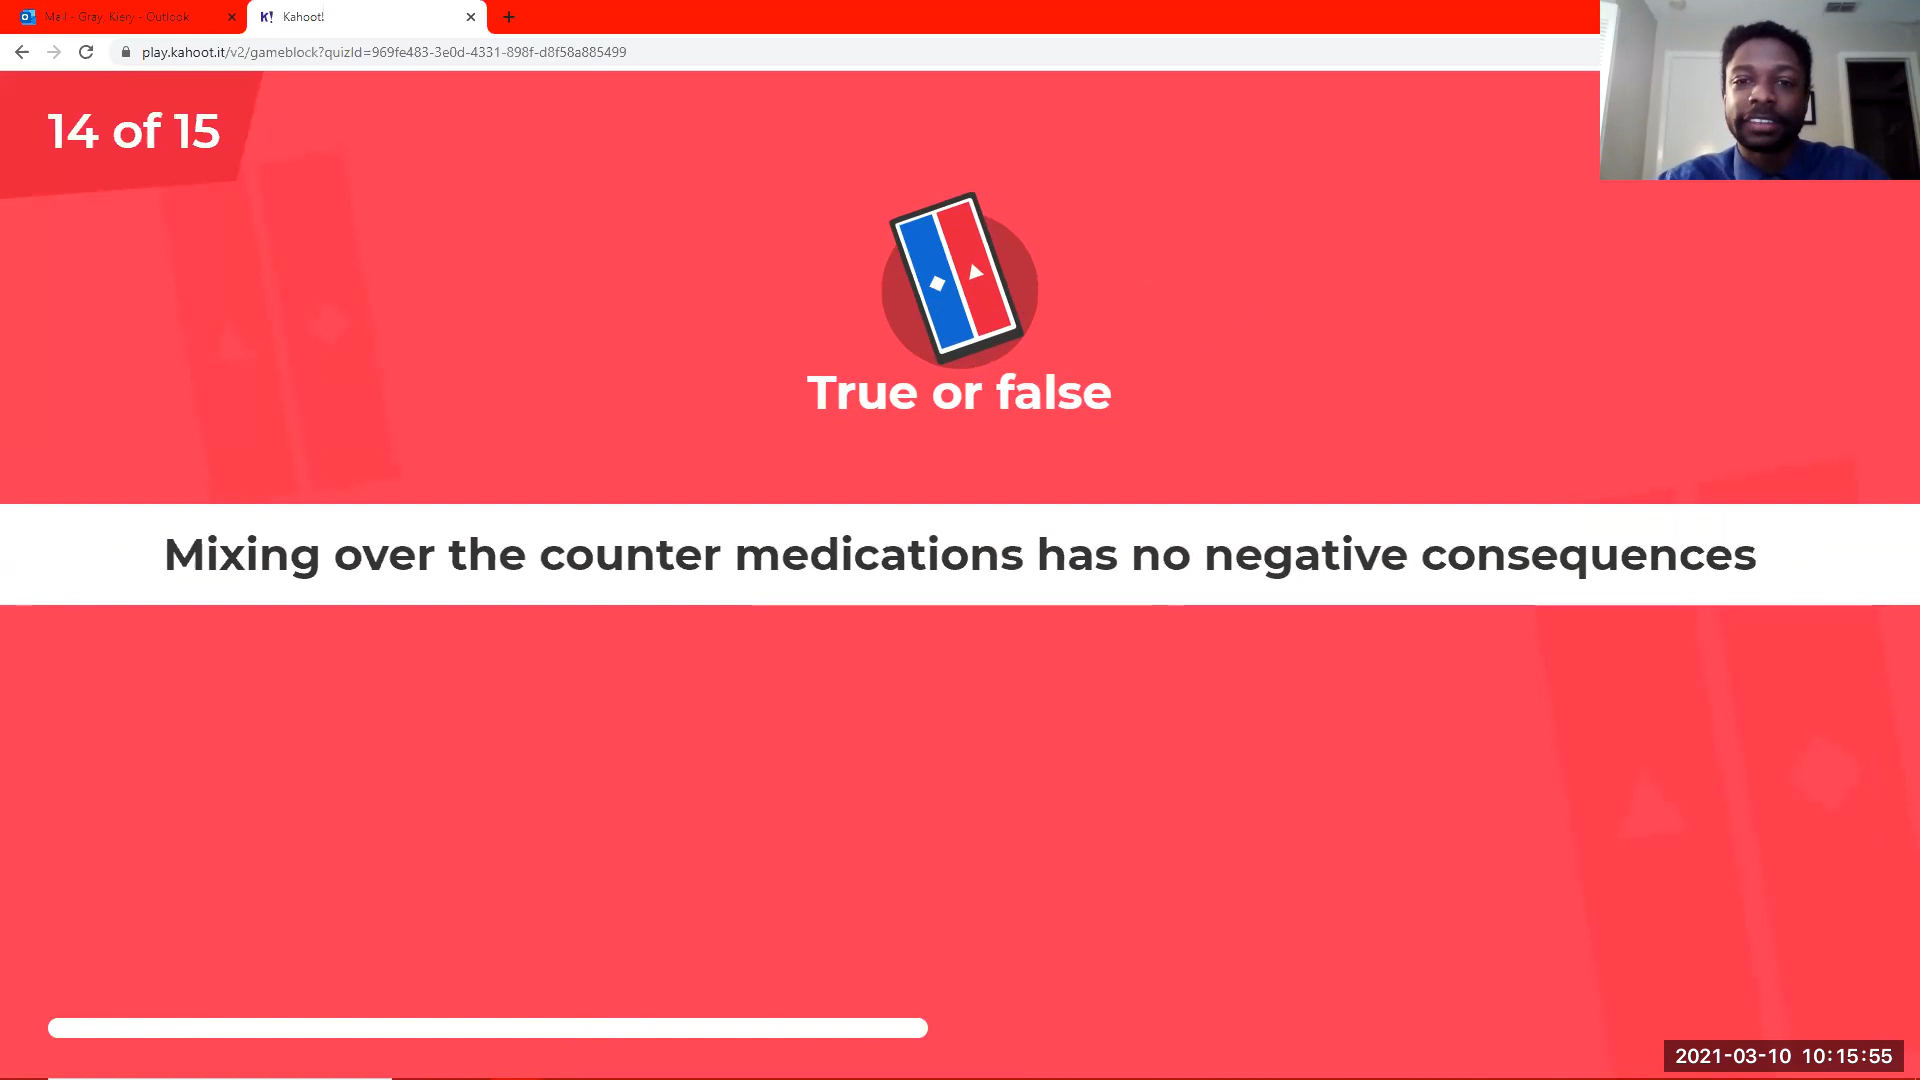 Mail - Gray, Kiery - Outlook
K! Kahoot!
play.kahoot.it/v2/gameblock?quizId=969fe483-3e0d-4331-898f-d8f58a885499
14 of 15
True or false
Mixing over the counter medications has no negative consequences
2021-03-10 10:15:55